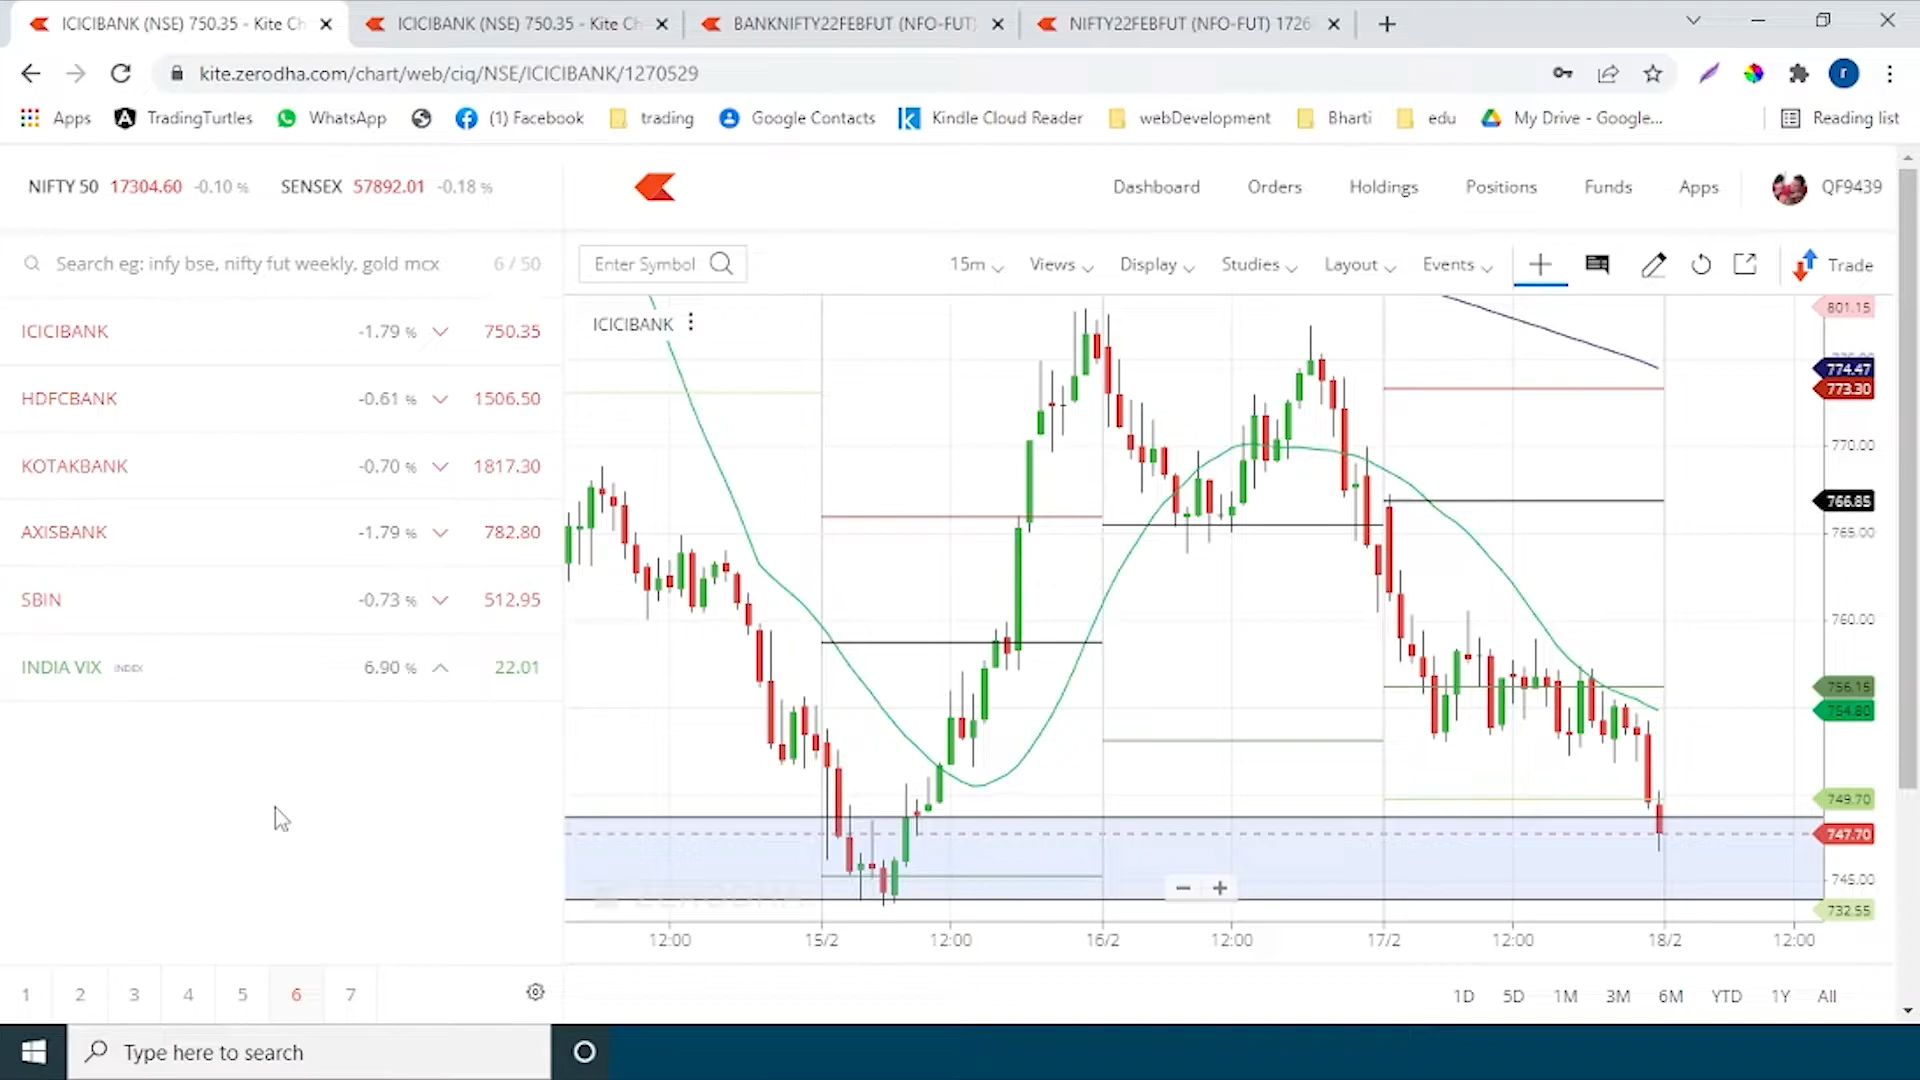 ICICIBANK (NSE) 750.35 - Kite Ch
ICICIBANK (NSE) 750.35 - Kite Ch
BANKNIFTY22FEBFUT (NFO-FUT)
NIFTY22FEBFUT (NFO-FUT) 1726
kite.zerodha.com/chart/web/ciq/NSE/ICICIBANK/1270529
r
Apps
TradingTurtles
WhatsApp
(1) Facebook
trading
Google Contacts
Kindle Cloud Reader
webDevelopment
Bharti
edu
My Drive - Google...
Reading list
NIFTY 50 17304.60 -0.10 %
SENSEX 57892.01 -0.18 %
Dashboard
Orders
Holdings
Positions
Funds
Apps
QF9439
Search eg: infy bse, nifty fut weekly, gold mcx
6 / 50
Enter Symbol
15m
Views
Display
Studies
Layout
Events
Trade
ICICIBANK -1.79 % 750.35
HDFCBANK -0.61 % 1506.50
KOTAKBANK -0.70 % 1817.30
AXISBANK -1.79 % 782.80
SBIN -0.73 % 512.95
INDIA VIX INDEX 6.90 % 22.01
ICICIBANK
801.15
774.47
773.30
770.00
766.85
765.00
760.00
756.15
754.80
749.70
747.70
745.00
732.55
ZERODHA
12:00
15/2
12:00
16/2
12:00
17/2
12:00
18/2
12:00
1 2 3 4 5 6 7
1D 5D 1M 3M 6M YTD 1Y All
Type here to search